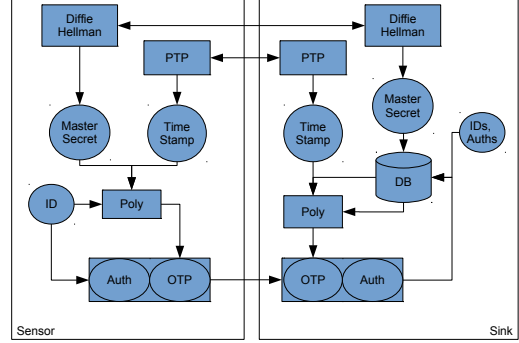 Diffie
Hellman
Diffie
Hellman
PTP
PTP
Master
Secret
Time
Stamp
Time
Stamp
Master
Secret
IDs,
Auths
DB
ID
Poly
Poly
Auth
OTP
OTP
Auth
Sensor
Sink